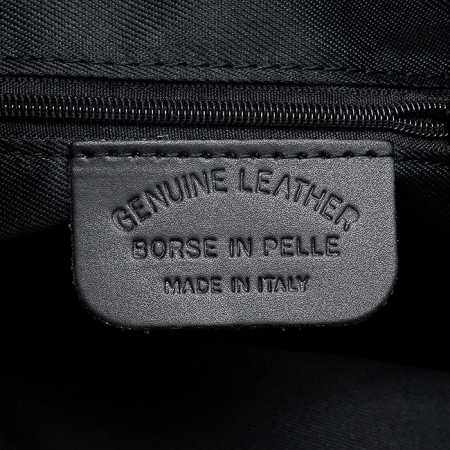 GENUINE LEATHER
BORSE IN PELLE
MADE IN ITALY